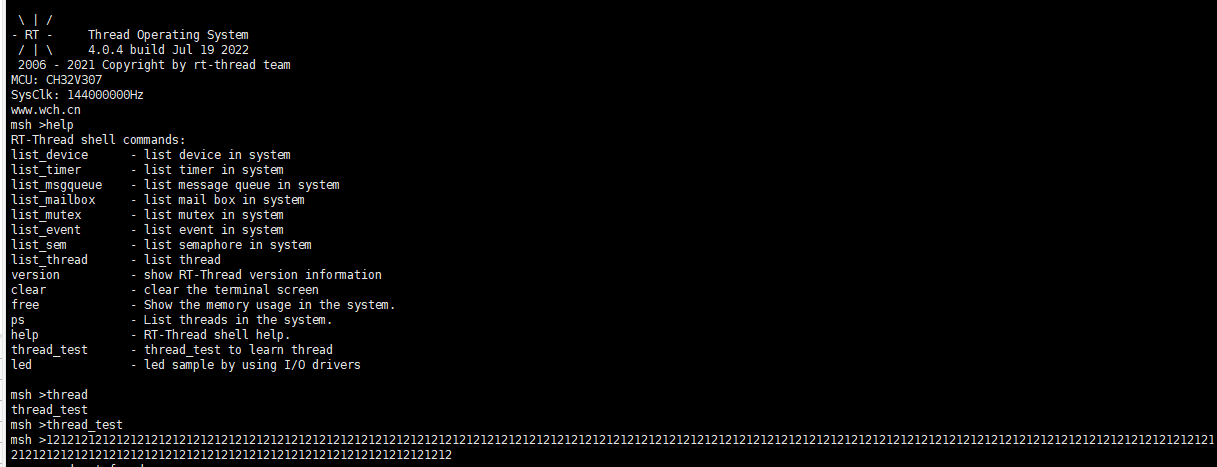 \ | /
- RT -     Thread Operating System
 / | \     4.0.4 build Jul 19 2022
 2006 - 2021 Copyright by rt-thread team
MCU: CH32V307
SysClk: 144000000Hz
www.wch.cn
msh >help
RT-Thread shell commands:
list_device      - list device in system
list_timer       - list timer in system
list_msgqueue    - list message queue in system
list_mailbox     - list mail box in system
list_mutex       - list mutex in system
list_event       - list event in system
list_sem         - list semaphore in system
list_thread      - list thread
version          - show RT-Thread version information
clear            - clear the terminal screen
free             - Show the memory usage in the system.
ps               - List threads in the system.
help             - RT-Thread shell help.
thread_test      - thread_test to learn thread
led              - led sample by using I/O drivers

msh >thread
thread_test
msh >thread_test
msh >12121212121212121212121212121212121212121212121212121212121212121212121212121212121212121212121212121212121212121212121212121212121212121212121212121212121212121212121
212121212121212121212121212121212121212121212121212121212121212